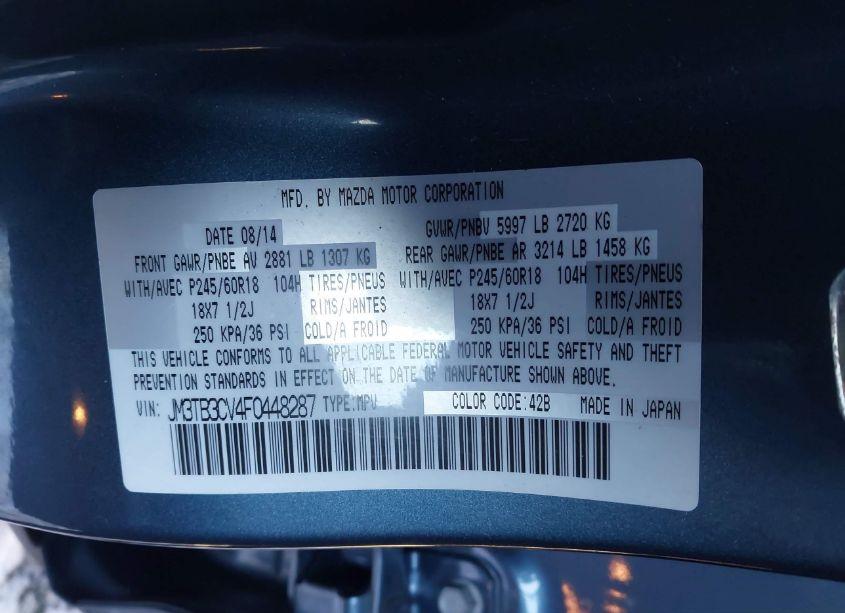 MFD. BY MAZDA MOTOR CORPORATION
DATE 08/14 GVWR/PNBV 5997 LB 2720 KG
FRONT GAWR/PNBE AV 2881 LB 1307 KG REAR GAWR/PNBE AR 3214 LB 1458 KG
WITH/AVEC P245/60R18 104H TIRES/PNEUS WITH/AVEC P245/60R18 104H TIRES/PNEUS
18X7 1/2J RIMS/JANTES 18X7 1/2J RIMS/JANTES
250 KPA/36 PSI COLD/A FROID 250 KPA/36 PSI COLD/A FROID
THIS VEHICLE CONFORMS TO ALL APPLICABLE FEDERAL MOTOR VEHICLE SAFETY AND THEFT
PREVENTION STANDARDS IN EFFECT ON THE DATE OF MANUFACTURE SHOWN ABOVE.
VIN: JM3TB3CV4F0448287 TYPE:MPV COLOR CODE:42B MADE IN JAPAN